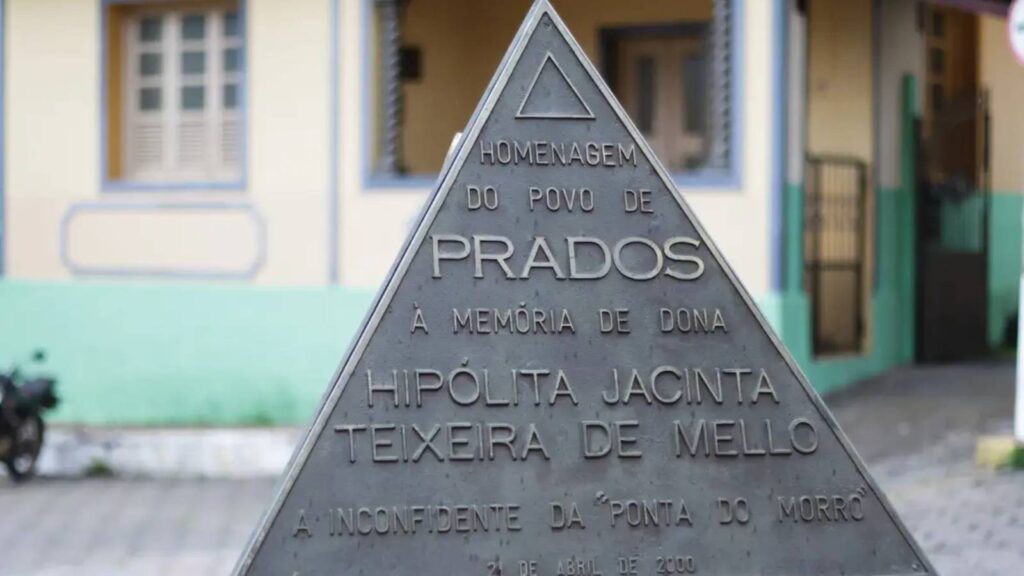 HOMENAGEM
DO POVO DE
PRADOS
À MEMÓRIA DE DONA
HIPÓLITA JACINTA
TEIXEIRA DE MELLO
A INCONFIDENTE DA "PONTA DO MORRO"
21 DE ABRIL DE 2000